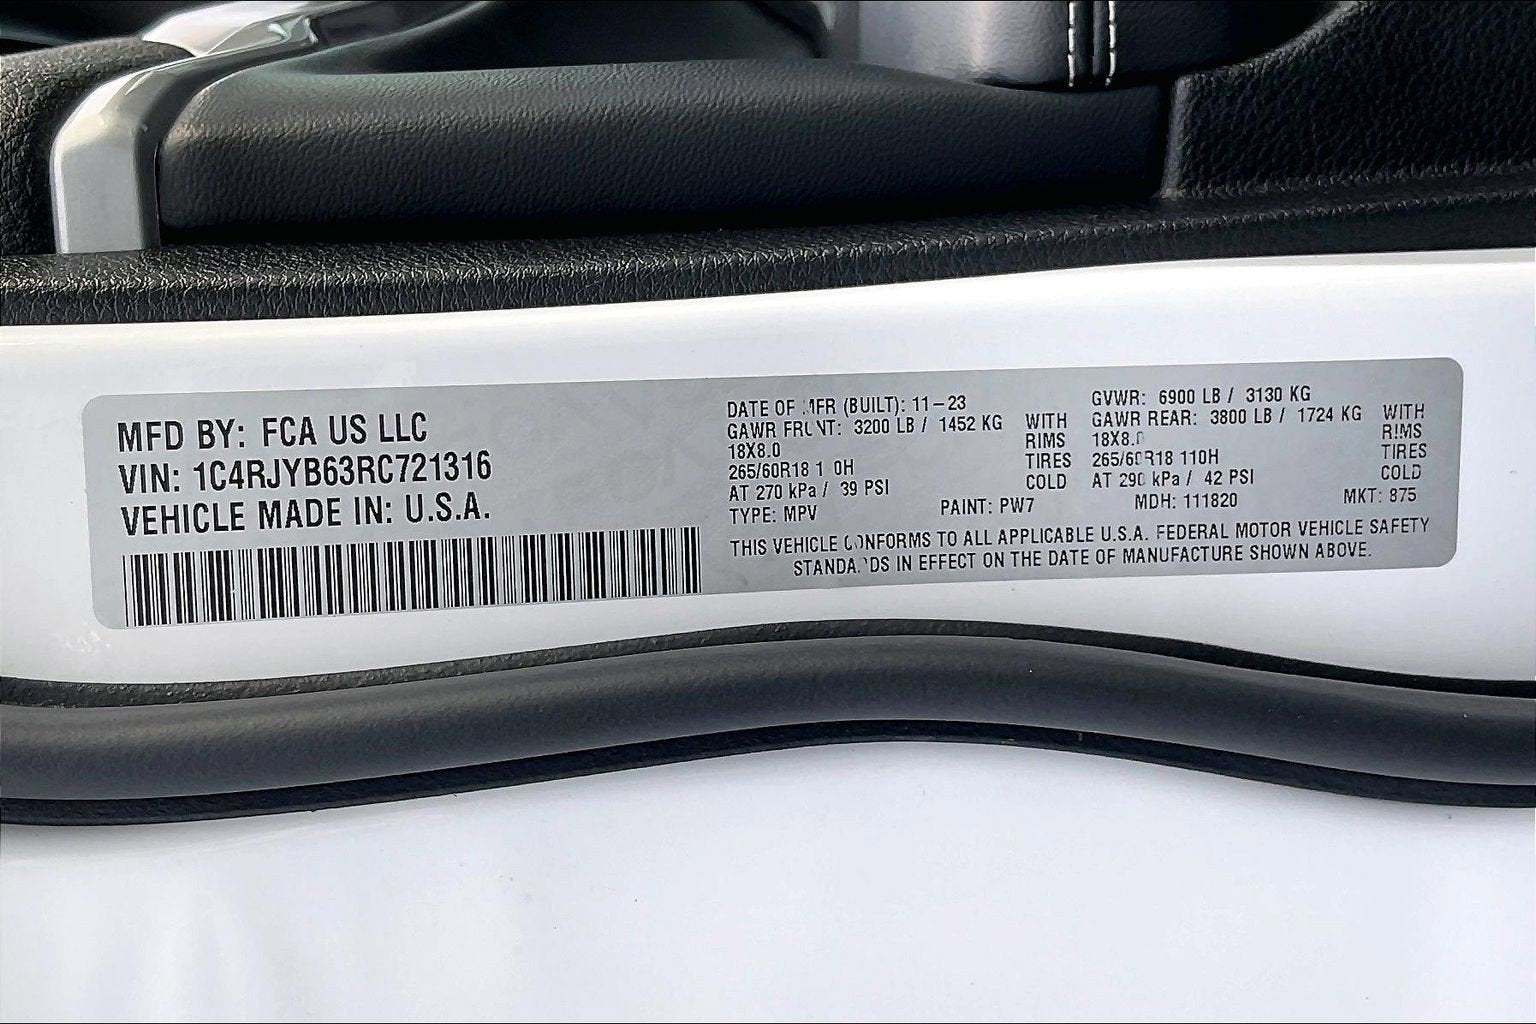 MFD BY: FCA US LLC
VIN: 1C4RJYB63RC721316
VEHICLE MADE IN: U.S.A.
DATE OF MFR (BUILT): 11-23
GAWR FRONT: 3200 LB / 1452 KG WITH
18X8.0 RIMS
265/60R18 110H TIRES
AT 270 kPa / 39 PSI COLD
TYPE: MPV PAINT: PW7
GVWR: 6900 LB / 3130 KG
GAWR REAR: 3800 LB / 1724 KG WITH
18X8.0 RIMS
265/60R18 110H TIRES
AT 290 kPa / 42 PSI COLD
MDH: 111820 MKT: 875
THIS VEHICLE CONFORMS TO ALL APPLICABLE U.S.A. FEDERAL MOTOR VEHICLE SAFETY
STANDARDS IN EFFECT ON THE DATE OF MANUFACTURE SHOWN ABOVE.